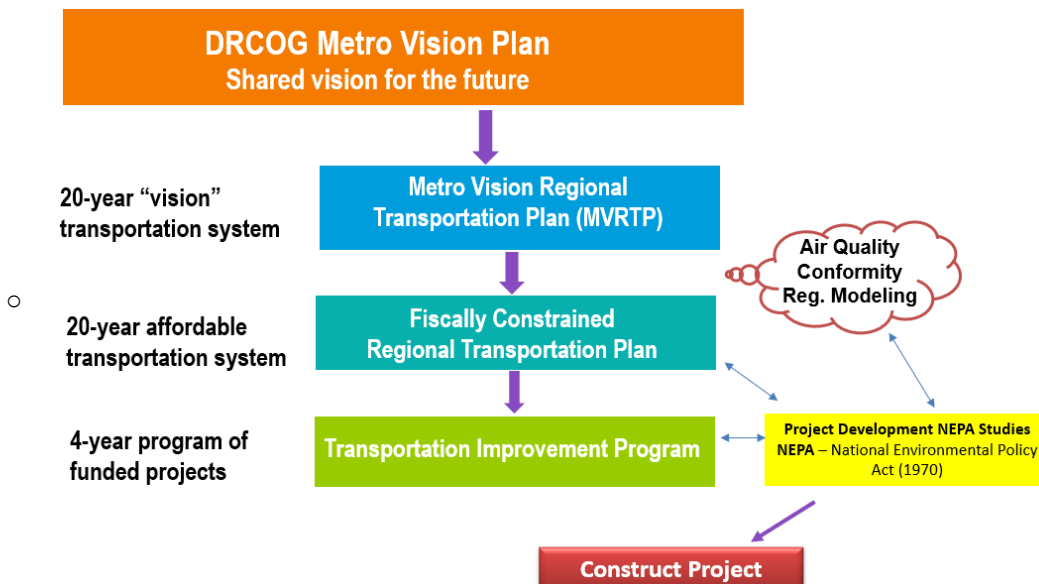 DRCOG Metro Vision Plan
Shared vision for the future
20-year “vision”
transportation system
Metro Vision Regional
Transportation Plan (MVRTP)
Air Quality
Conformity
Reg. Modeling
20-year affordable
transportation system
Fiscally Constrained
Regional Transportation Plan
4-year program of
funded projects
Transportation Improvement Program
Project Development NEPA Studies
NEPA – National Environmental Policy
Act (1970)
Construct Project